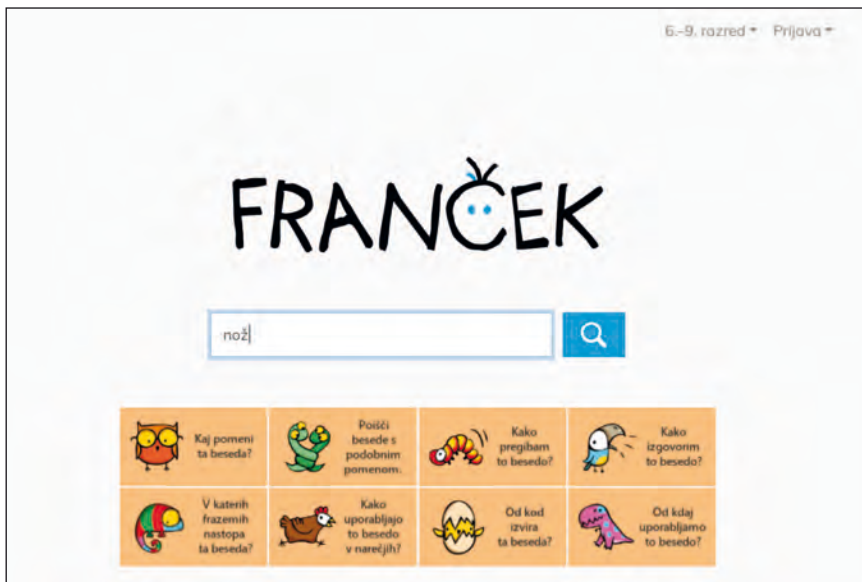 6.–9. razred
Prijava
FRANČEK
nož
Kaj pomeni
ta beseda?
Poišči
besede s
podobnim
pomenom.
Kako
pregibam
to besedo?
Kako
izgovorim
to besedo?
V katerih
frazemih
nastopa
ta beseda?
Kako
uporabljajo
to besedo
v narečjih?
Od kod
izvira
ta beseda?
Od kdaj
uporabljamo
to besedo?